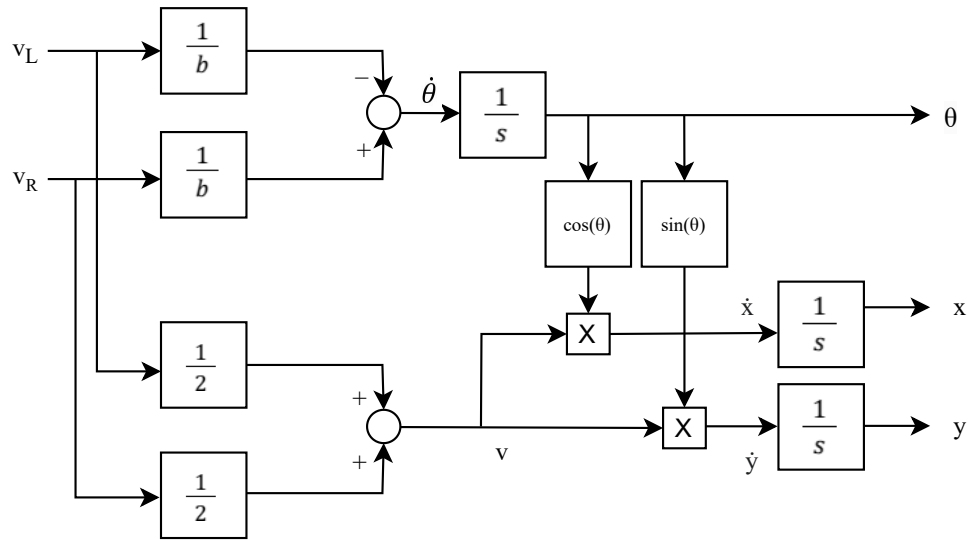 v_L
1
b
−
θ̇
1
s
θ
v_R
1
b
+
cos(θ)
sin(θ)
X
ẋ
1
s
x
1
2
+
+
v
X
ẏ
1
s
y
1
2